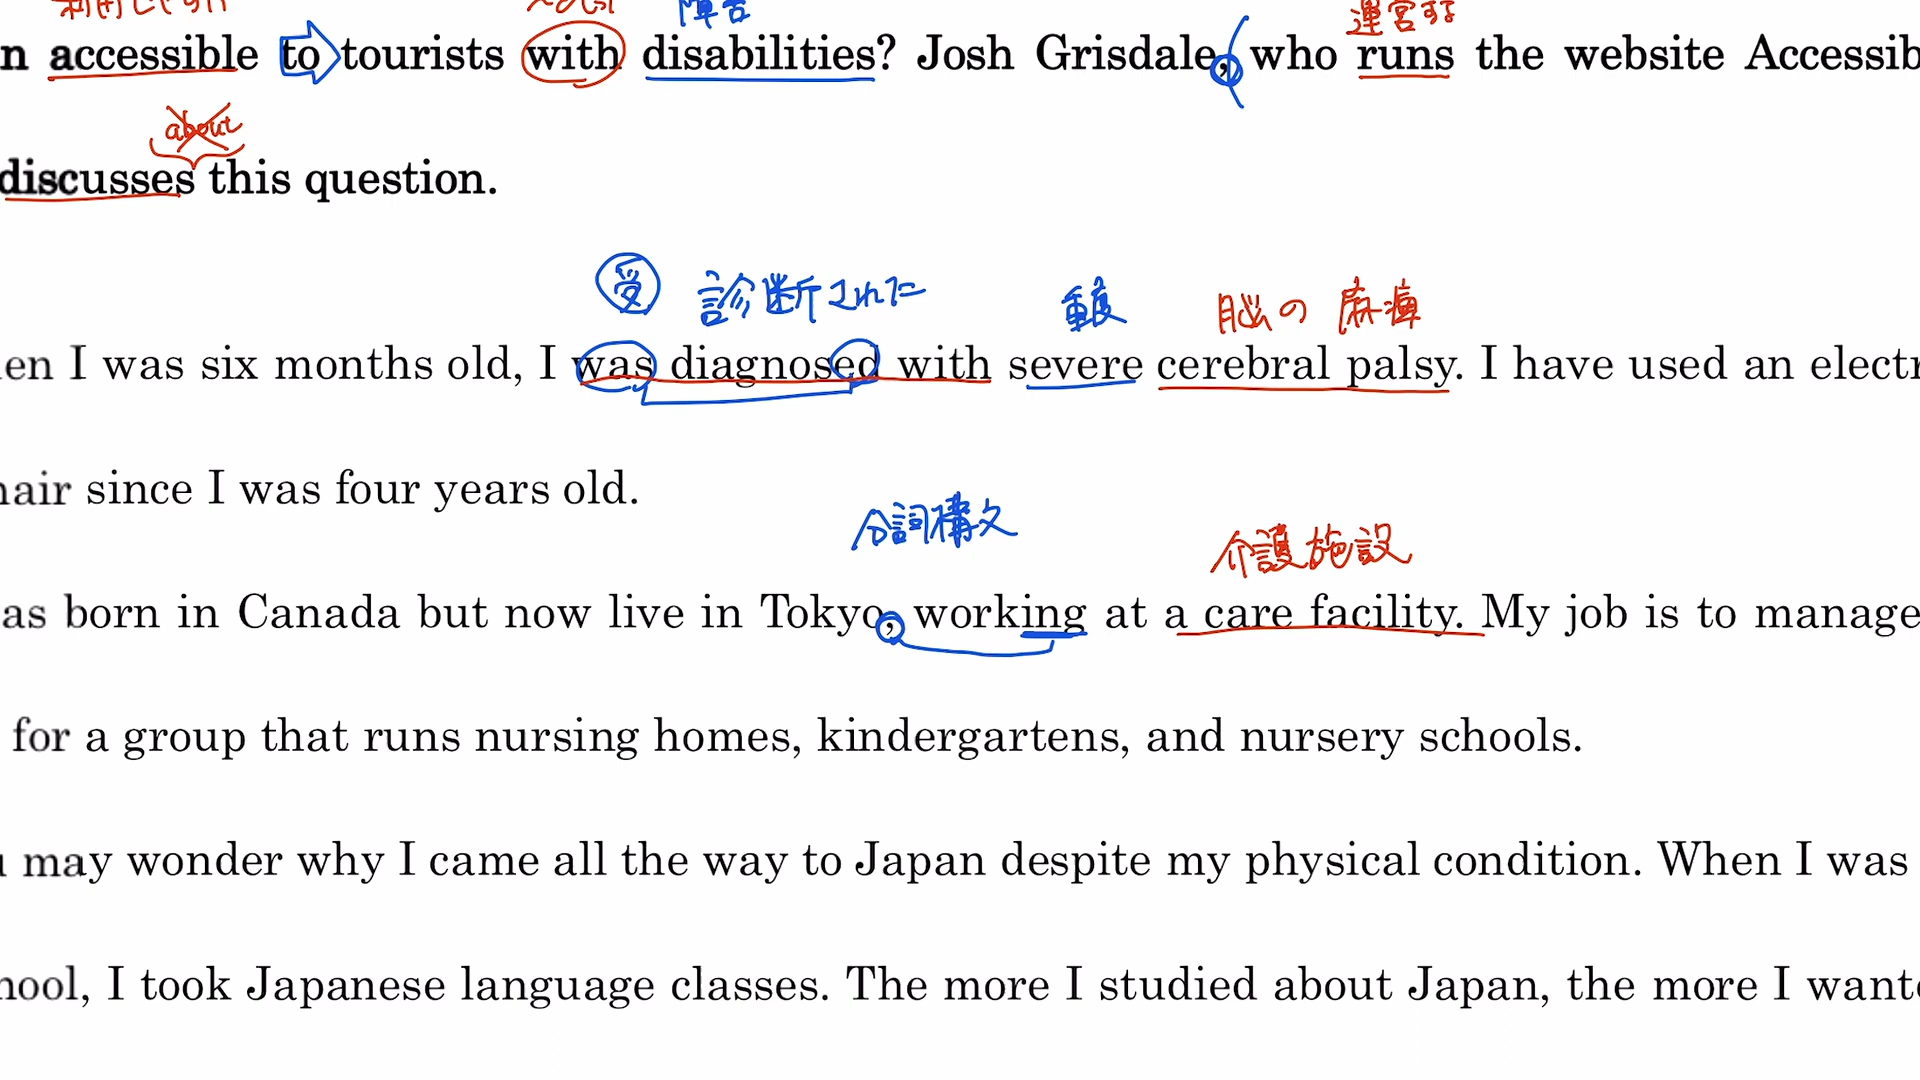 障害 運営する
accessible to tourists with disabilities? Josh Grisdale, who runs the website Accessib
about
discusses this question.
受 診断された 重度 脳の麻痺
en I was six months old, I was diagnosed with severe cerebral palsy. I have used an electr
air since I was four years old.
分詞構文 介護施設
as born in Canada but now live in Tokyo, working at a care facility. My job is to manage
for a group that runs nursing homes, kindergartens, and nursery schools.
may wonder why I came all the way to Japan despite my physical condition. When I was
hool, I took Japanese language classes. The more I studied about Japan, the more I want